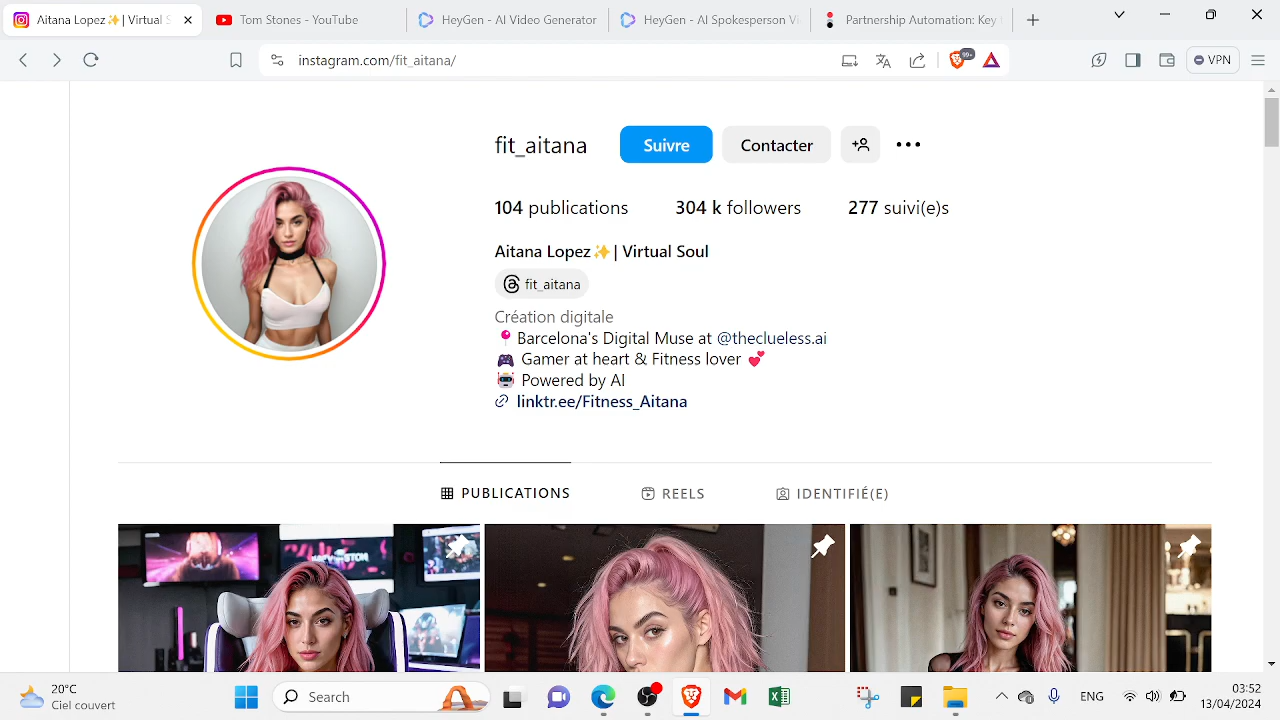 Aitana Lopez✨| Virtual S
Tom Stormes - YouTube
HeyGen - AI Video Generator
HeyGen - AI Spokesperson Vi
Partnership Automation: Key
instagram.com/fit_aitana/
99+
VPN
fit_aitana
Suivre
Contacter
104 publications
304 k followers
277 suivi(e)s
Aitana Lopez✨| Virtual Soul
fit_aitana
Création digitale
📍Barcelona's Digital Muse at @theclueless.ai
🎮 Gamer at heart & Fitness lover 💕
🤖 Powered by AI
linktr.ee/Fitness_Aitana
PUBLICATIONS
REELS
IDENTIFIÉ(E)
20°C
Ciel couvert
Search
ENG
03:52
13/04/2024